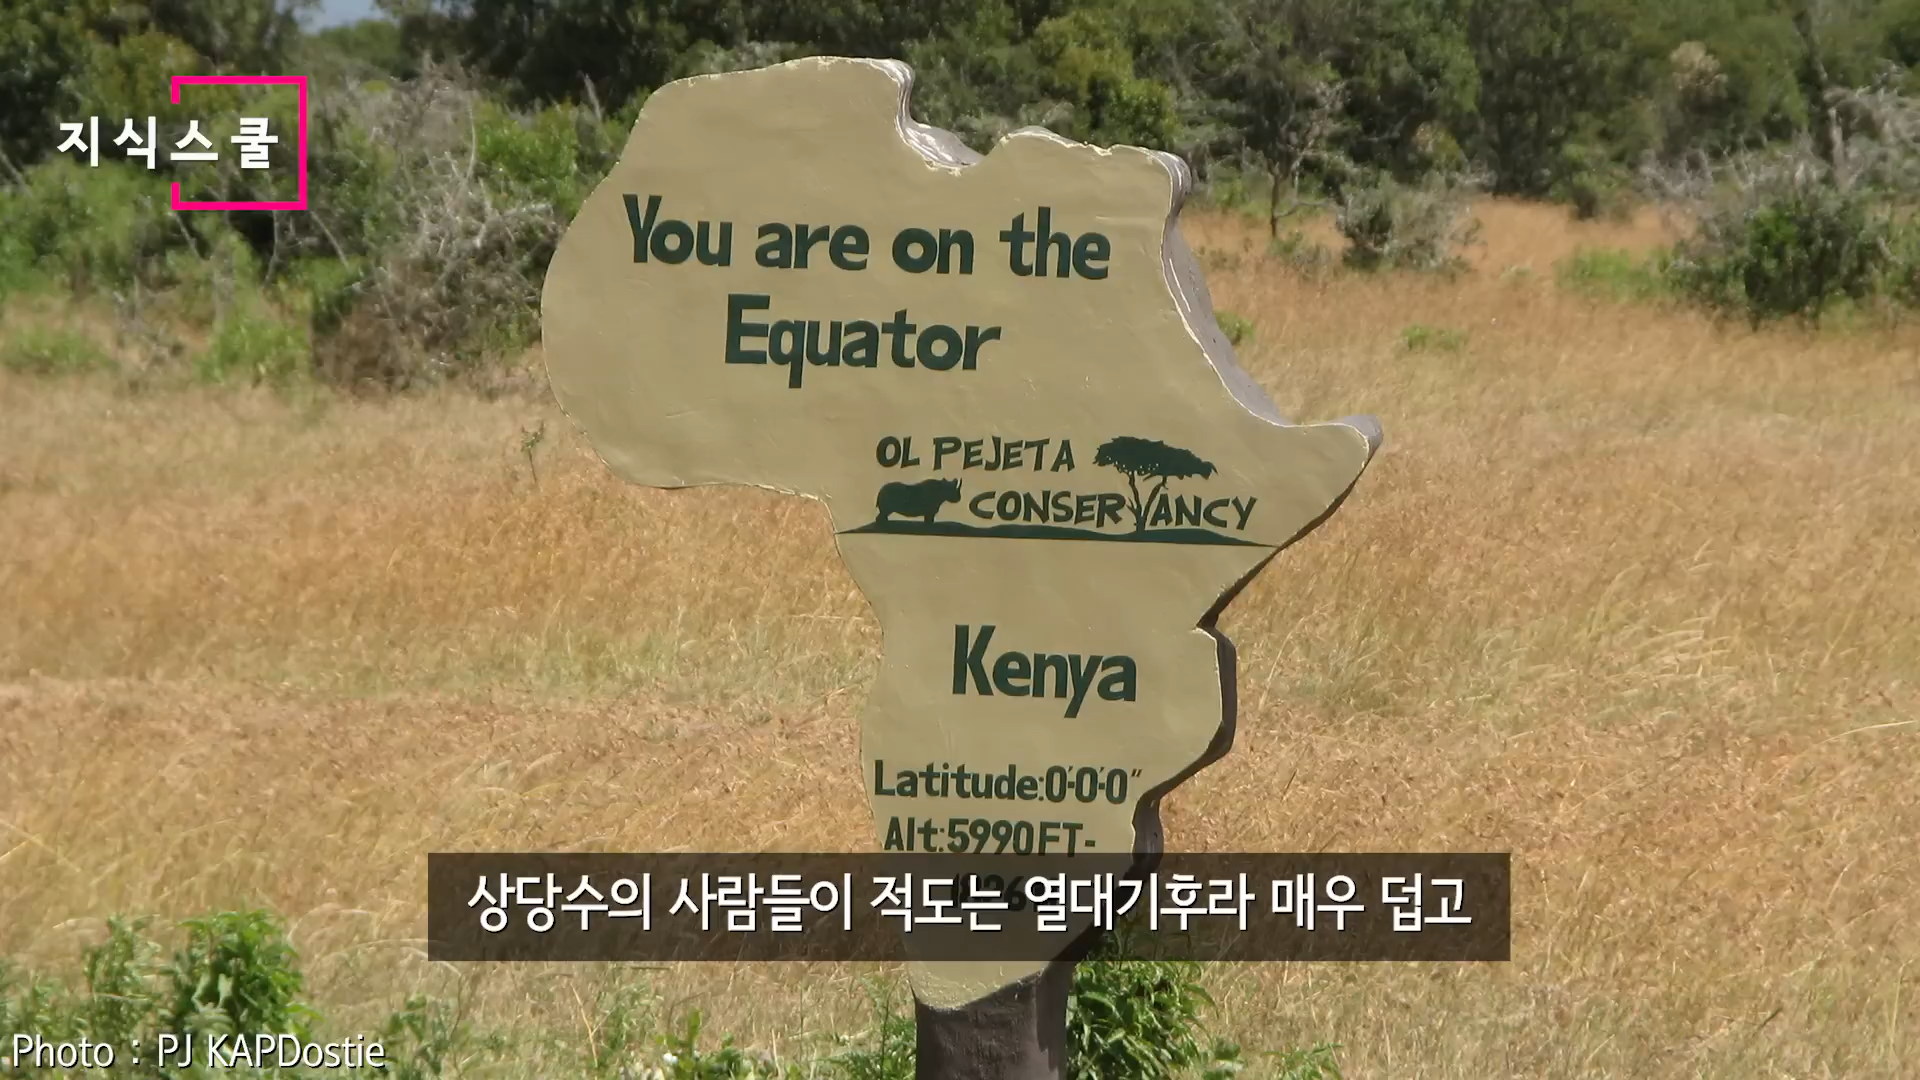 지식스쿨
You are on the
Equator
OL PEJETA
CONSERVANCY
Kenya
Latitude:0'-0'-0"
Alt:5990FT-
상당수의 사람들이 적도는 열대기후라 매우 덥고
Photo : PJ KAPDostie